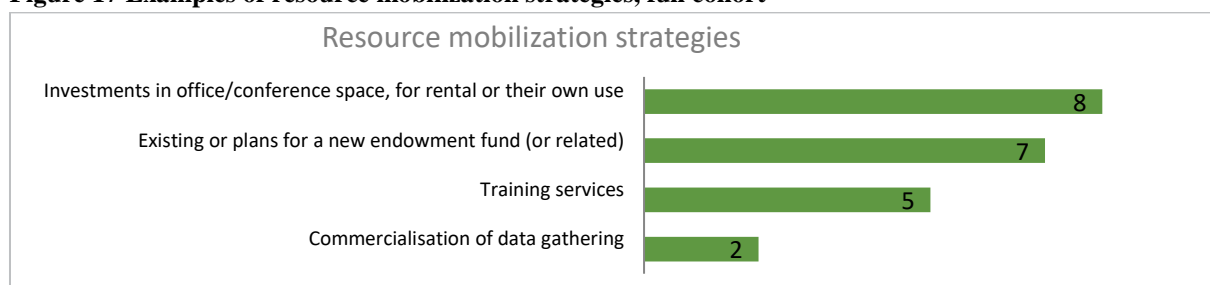 Figure 17 Examples of resource mobilization strategies, full cohort
Resource mobilization strategies
Investments in office/conference space, for rental or their own use 8
Existing or plans for a new endowment fund (or related) 7
Training services 5
Commercialisation of data gathering 2